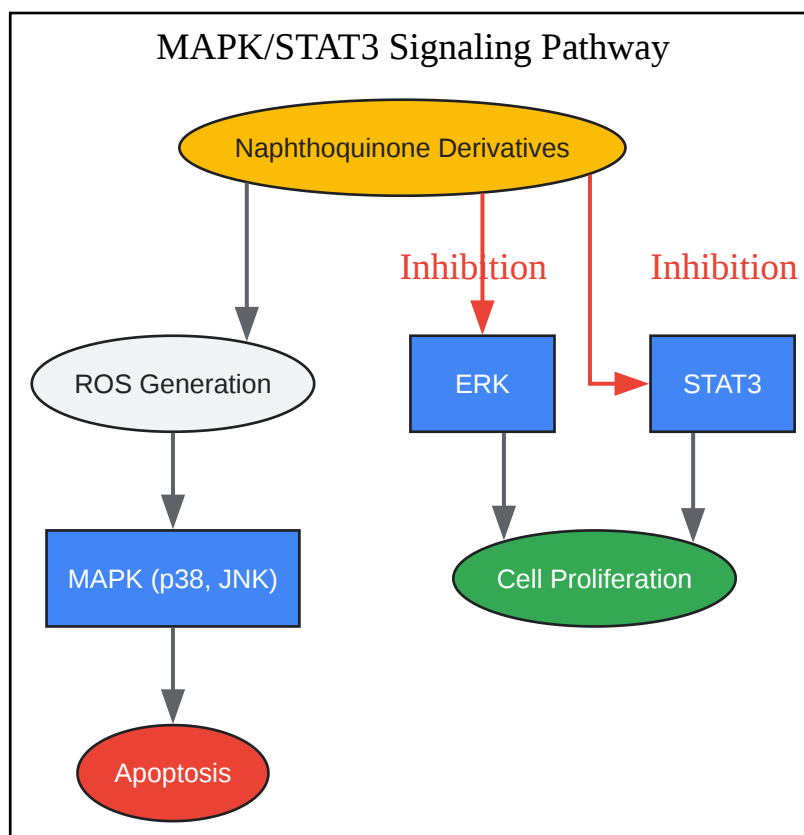 MAPK/STAT3 Signaling Pathway
Naphthoquinone Derivatives
Inhibition
Inhibition
ROS Generation
ERK
STAT3
MAPK (p38, JNK)
Cell Proliferation
Apoptosis